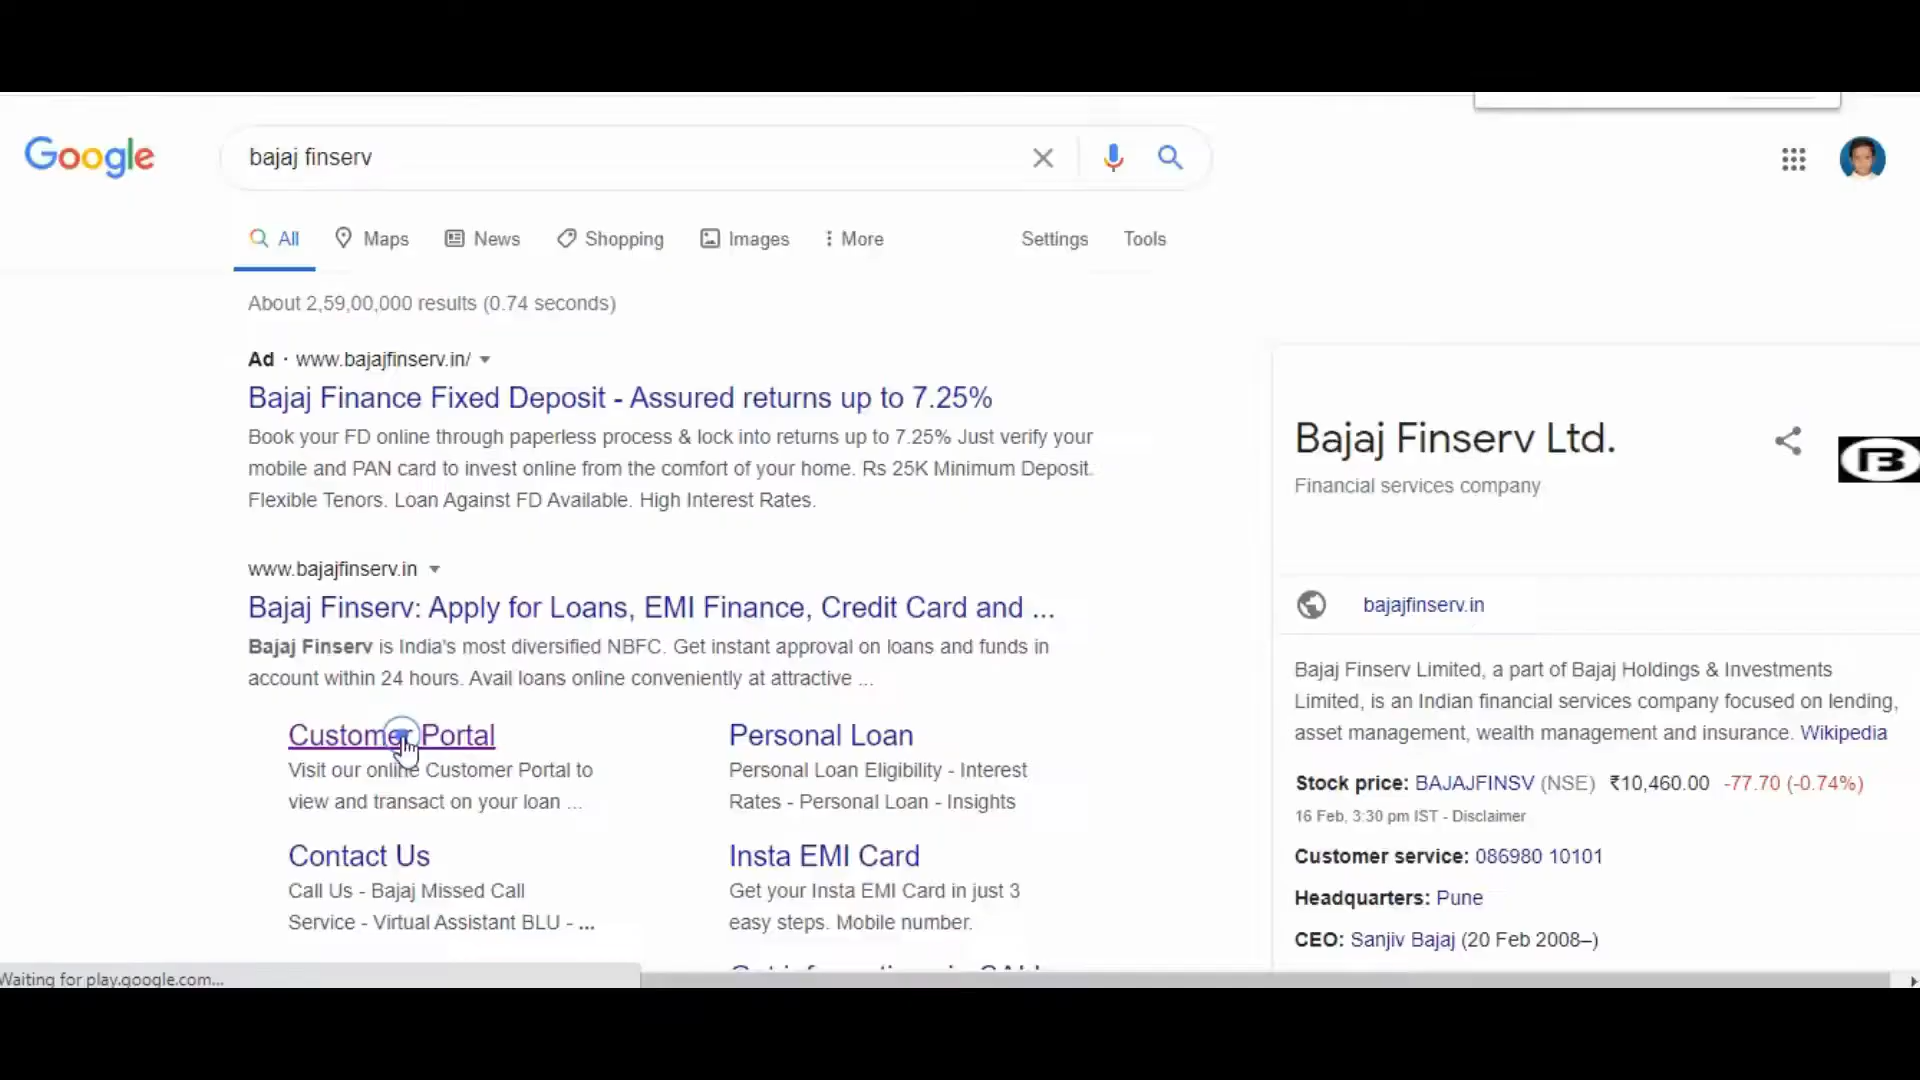 Google
bajaj finserv
All Maps News Shopping Images More Settings Tools
About 2,59,00,000 results (0.74 seconds)
Ad · www.bajajfinserv.in/
Bajaj Finance Fixed Deposit - Assured returns up to 7.25%
Book your FD online through paperless process & lock into returns up to 7.25% Just verify your
mobile and PAN card to invest online from the comfort of your home. Rs 25K Minimum Deposit.
Flexible Tenors. Loan Against FD Available. High Interest Rates.
www.bajajfinserv.in
Bajaj Finserv: Apply for Loans, EMI Finance, Credit Card and ...
Bajaj Finserv is India's most diversified NBFC. Get instant approval on loans and funds in
account within 24 hours. Avail loans online conveniently at attractive ...
Customer Portal
Visit our online Customer Portal to
view and transact on your loan ...
Personal Loan
Personal Loan Eligibility - Interest
Rates - Personal Loan - Insights
Contact Us
Call Us - Bajaj Missed Call
Service - Virtual Assistant BLU - ...
Insta EMI Card
Get your Insta EMI Card in just 3
easy steps. Mobile number.
Bajaj Finserv Ltd.
Financial services company
bajajfinserv.in
Bajaj Finserv Limited, a part of Bajaj Holdings & Investments
Limited, is an Indian financial services company focused on lending,
asset management, wealth management and insurance. Wikipedia
Stock price: BAJAJFINSV (NSE) ₹10,460.00 -77.70 (-0.74%)
16 Feb, 3:30 pm IST - Disclaimer
Customer service: 086980 10101
Headquarters: Pune
CEO: Sanjiv Bajaj (20 Feb 2008–)
Waiting for play.google.com...